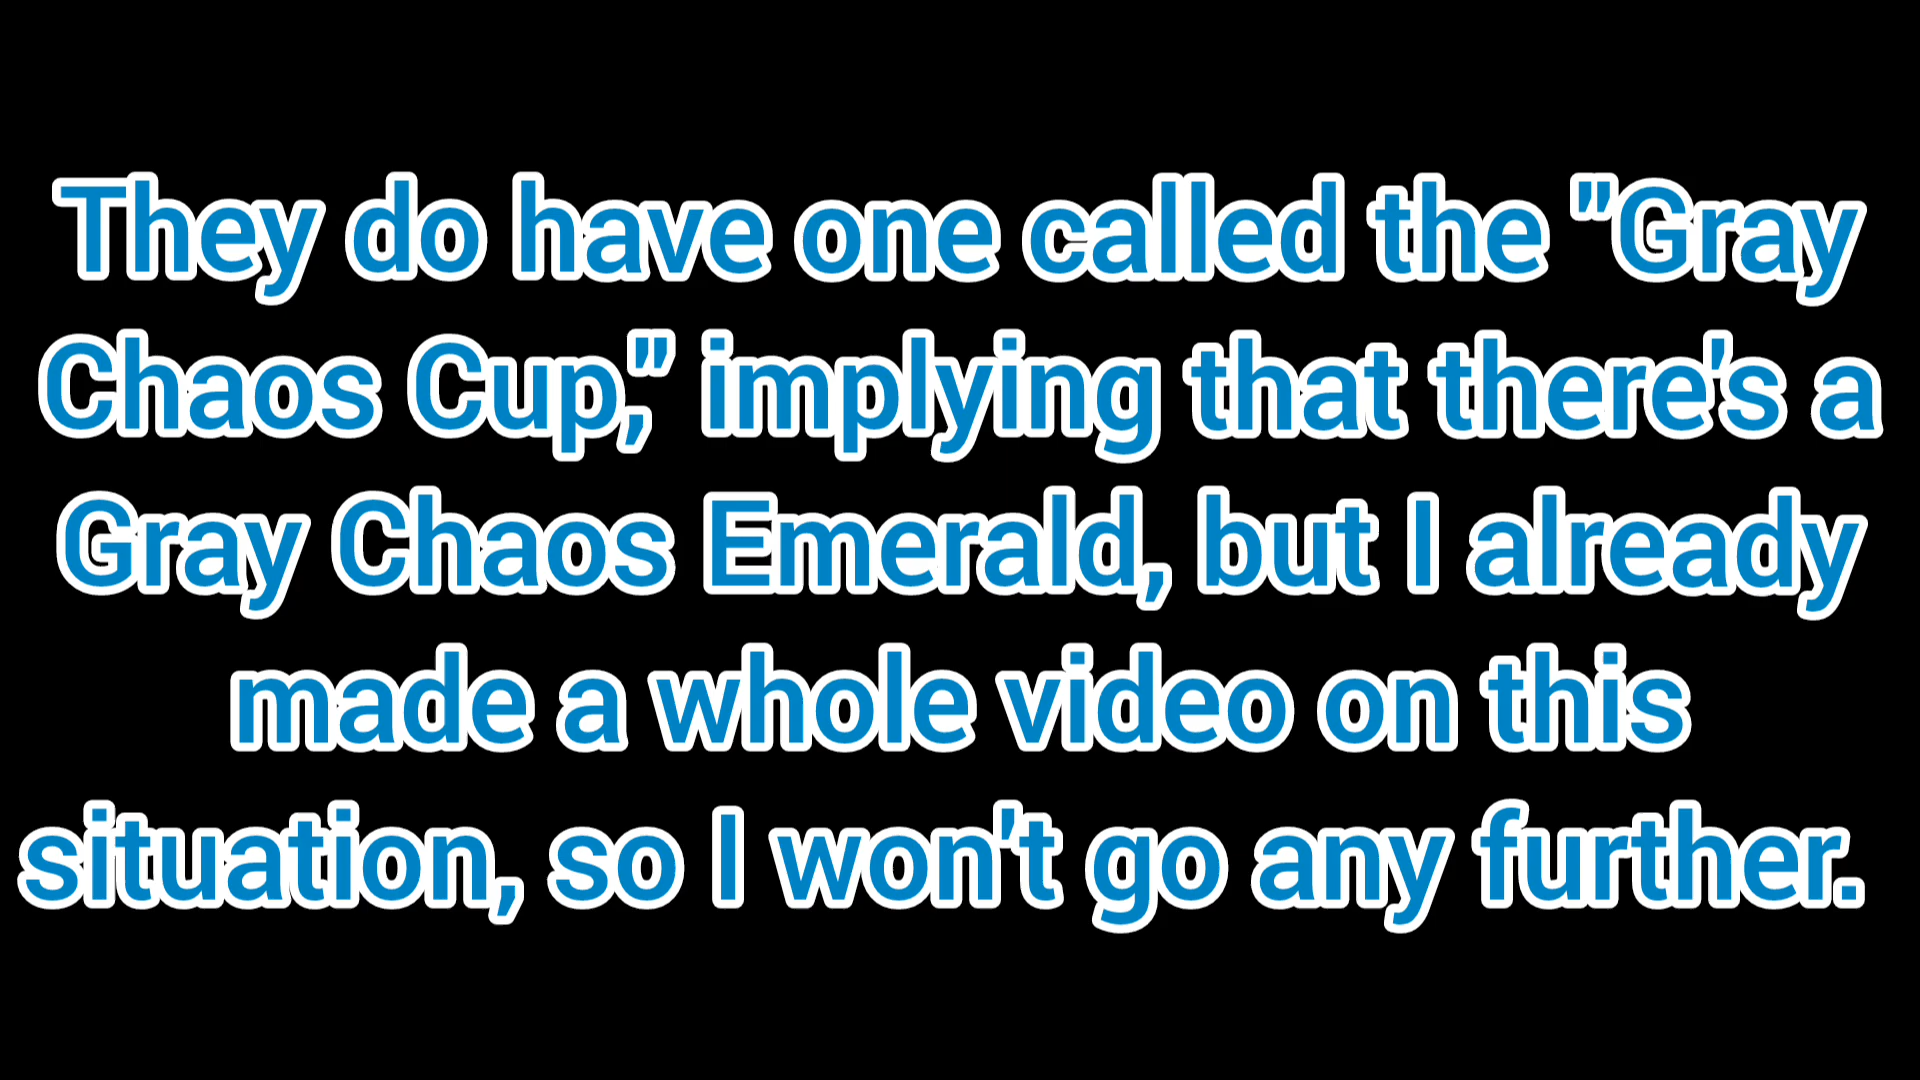 They do have one called the "Gray
Chaos Cup," implying that there's a
Gray Chaos Emerald, but I already
made a whole video on this
situation, so I won't go any further.